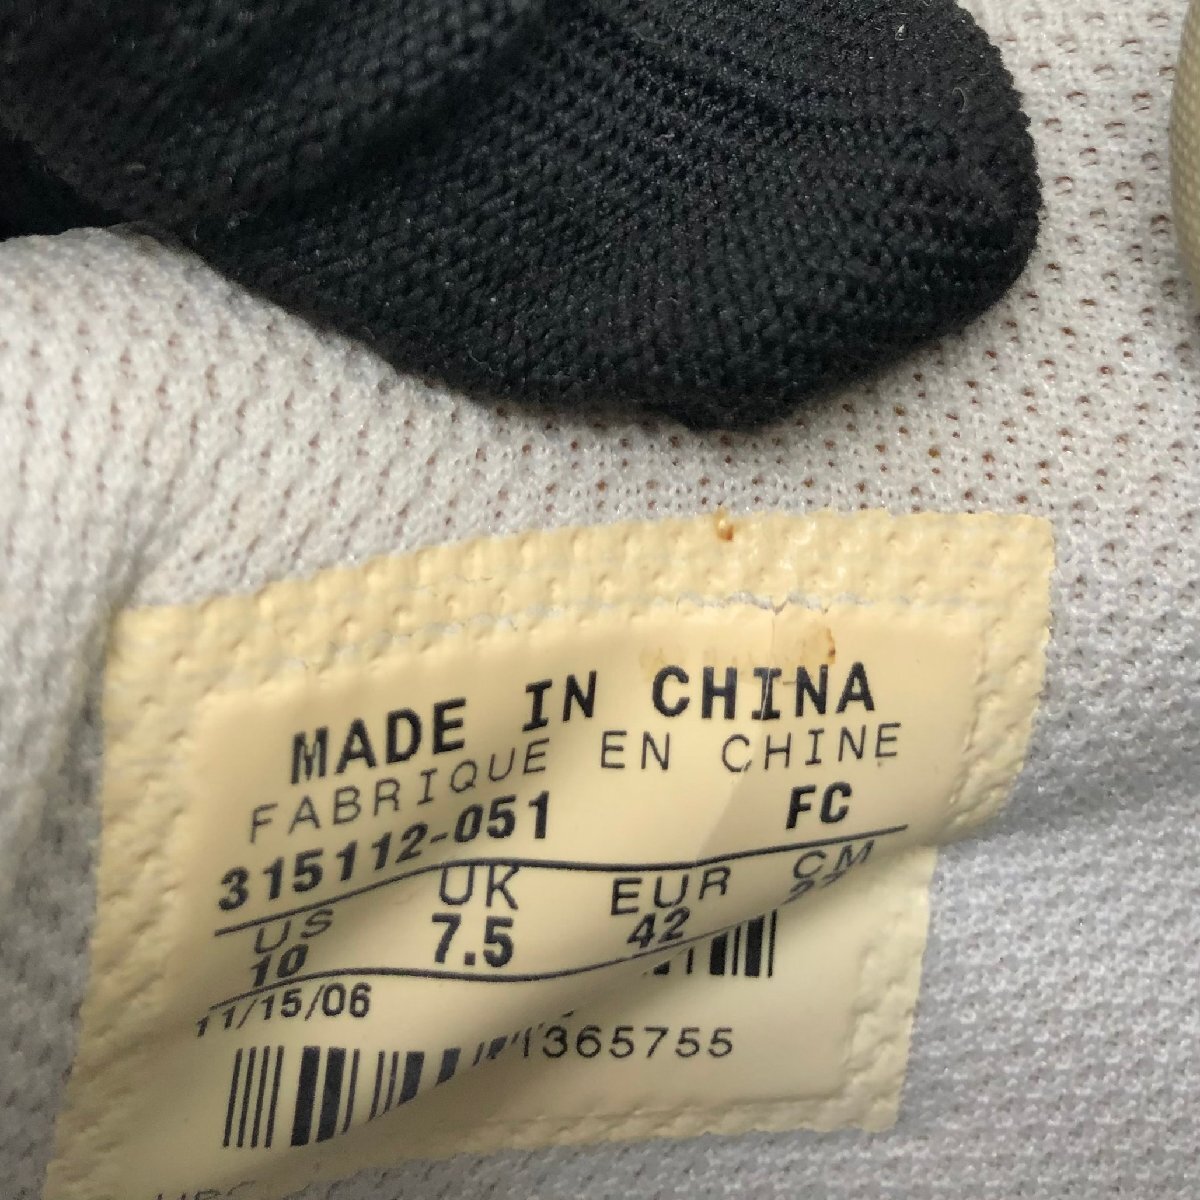 MADE IN CHINA
FABRIQUE EN CHINE
315112-051 FC
US UK EUR CM
10 7.5 42
11/15/06
1365755